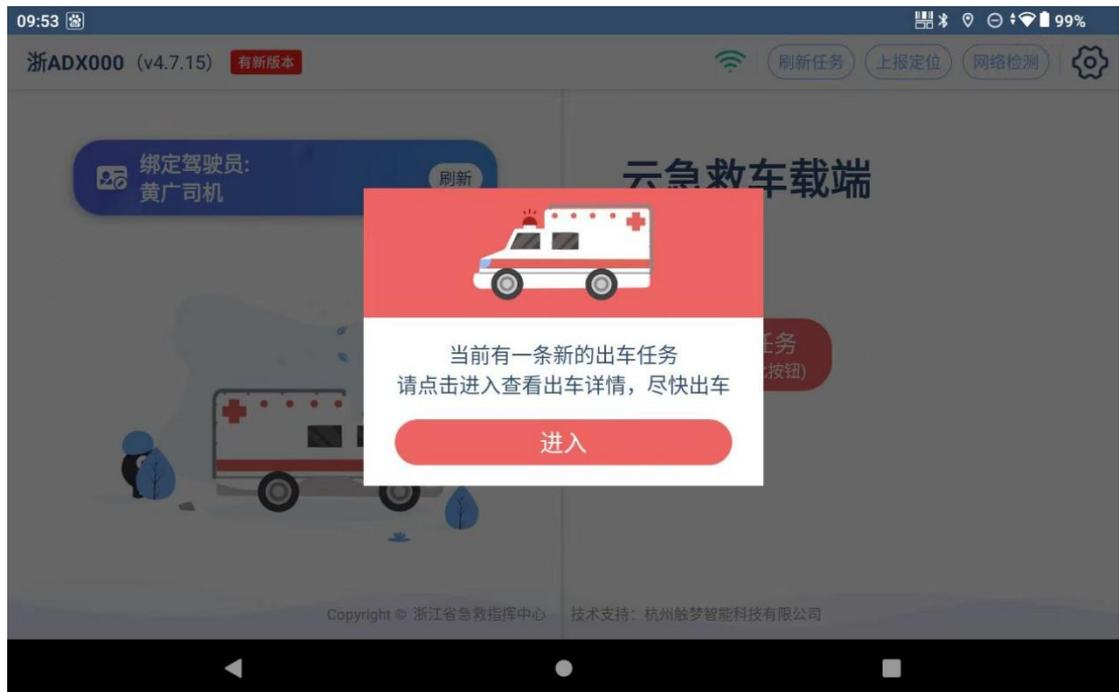 09:53
99%
浙ADX000（v4.7.15）
有新版本
刷新任务
上报定位
网络检测
绑定驾驶员:
黄广司机
刷新
云急救车载端
任务
按钮)
当前有一条新的出车任务
请点击进入查看出车详情，尽快出车
进入
Copyright © 浙江省急救指挥中心
技术支持：杭州触梦智能科技有限公司